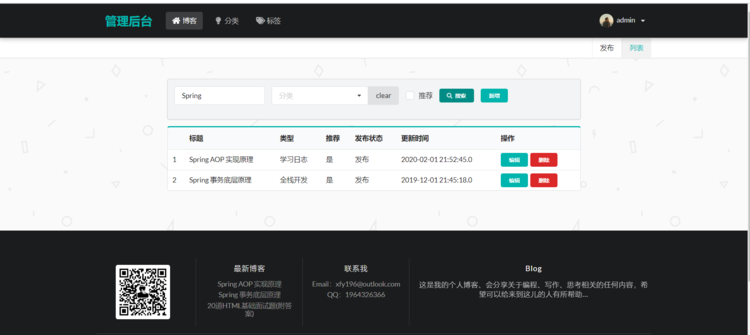 管理后台 博客 分类 标签 admin
发布 列表
Spring 分类 clear 推荐 搜索 新增
标题 类型 推荐 发布状态 更新时间 操作
1 Spring AOP 实现原理 学习日志 是 发布 2020-02-01 21:52:45.0 编辑 删除
2 Spring 事务底层原理 全栈开发 是 发布 2019-12-01 21:45:18.0 编辑 删除
最新博客
Spring AOP 实现原理
Spring 事务底层原理
20道HTML基础面试题(附答
案)
联系我
Email：xfy196@outlook.com
QQ：1964326366
Blog
这是我的个人博客、会分享关于编程、写作、思考相关的任何内容，希
望可以给来到这儿的人有所帮助...